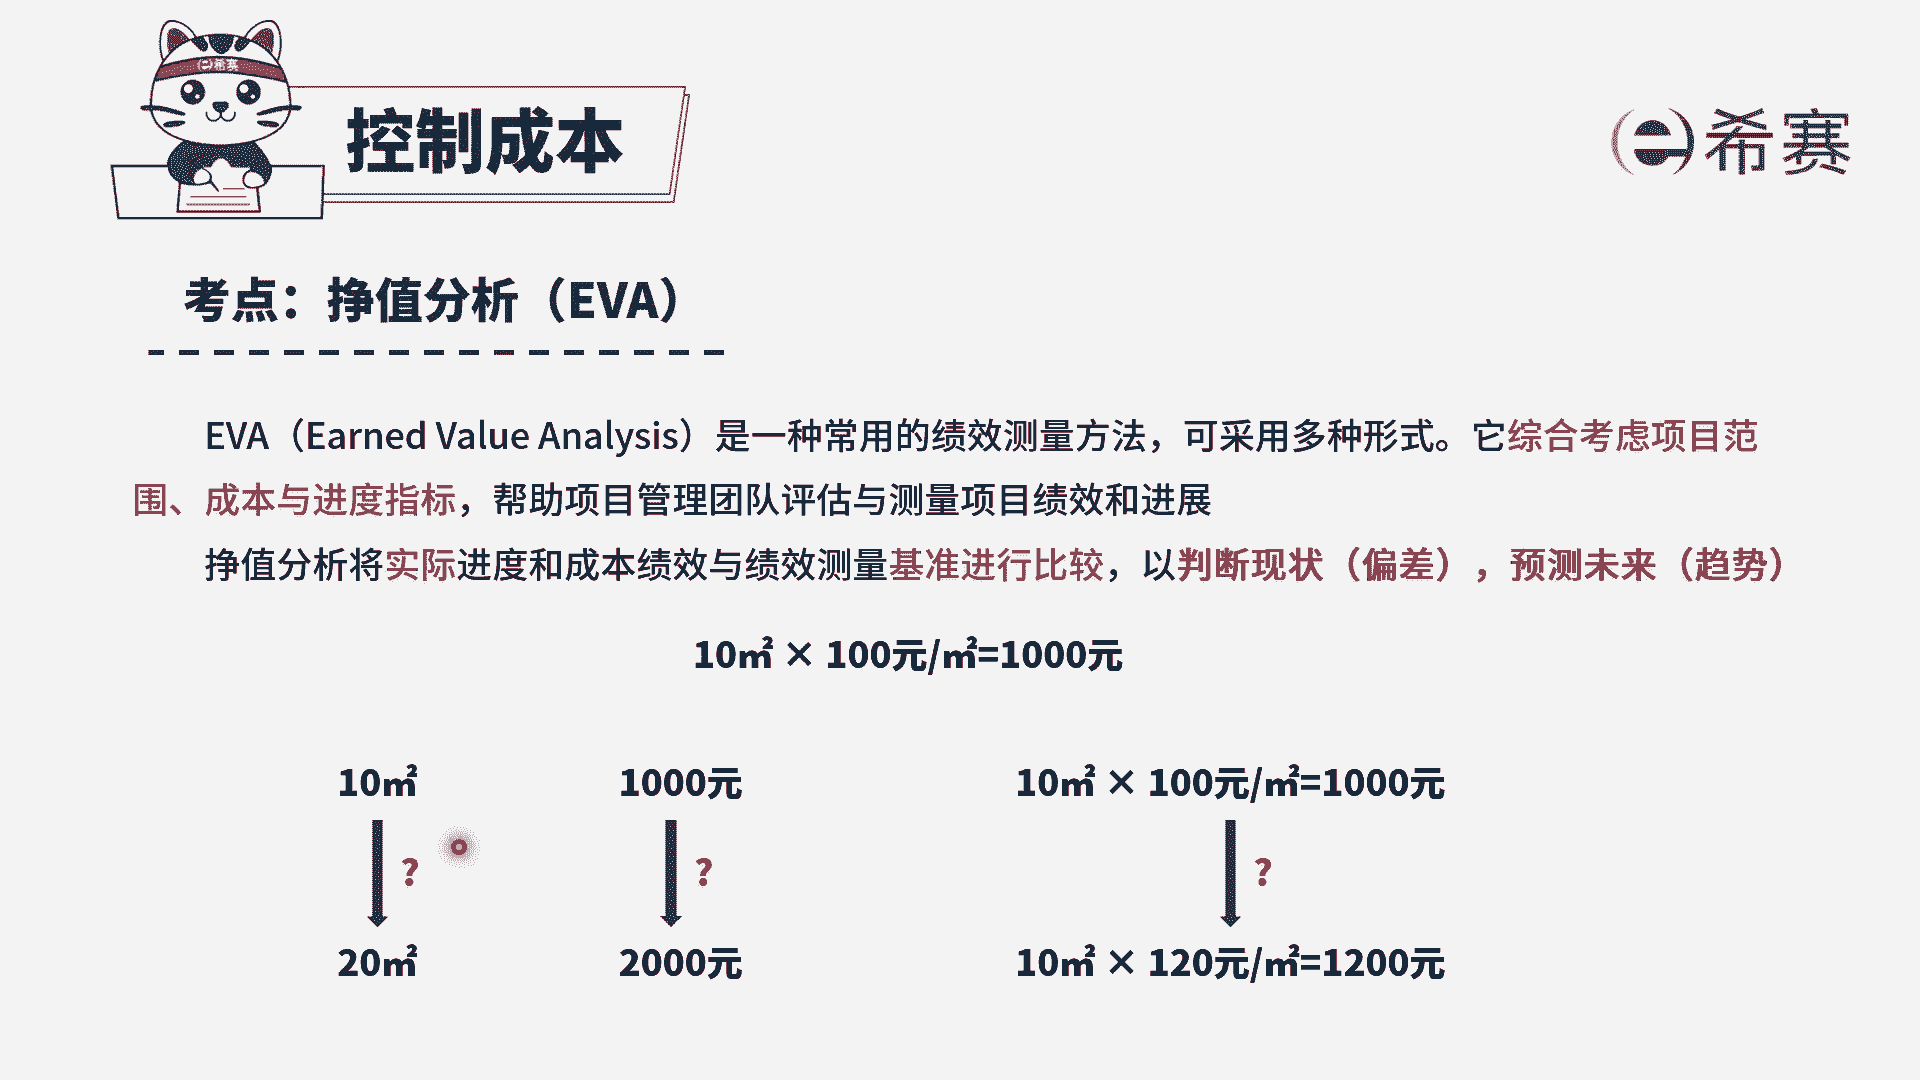 希赛
控制成本
希赛
考点：挣值分析（EVA）
EVA（Earned Value Analysis）是一种常用的绩效测量方法，可采用多种形式。它综合考虑项目范
围、成本与进度指标，帮助项目管理团队评估与测量项目绩效和进展
挣值分析将实际进度和成本绩效与绩效测量基准进行比较，以判断现状（偏差），预测未来（趋势）
10㎡ × 100元/㎡=1000元
10㎡ 1000元 10㎡ × 100元/㎡=1000元
? ? ?
20㎡ 2000元 10㎡ × 120元/㎡=1200元